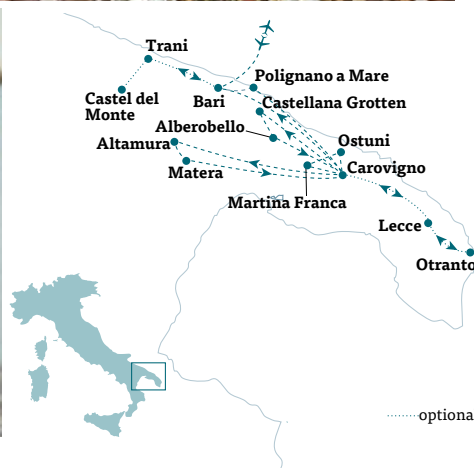 Trani
Polignano a Mare
Castel del
Monte
Bari
Castellana Grotten
Alberobello
Altamura
Ostuni
Matera
Carovigno
Martina Franca
Lecce
Otranto
optiona